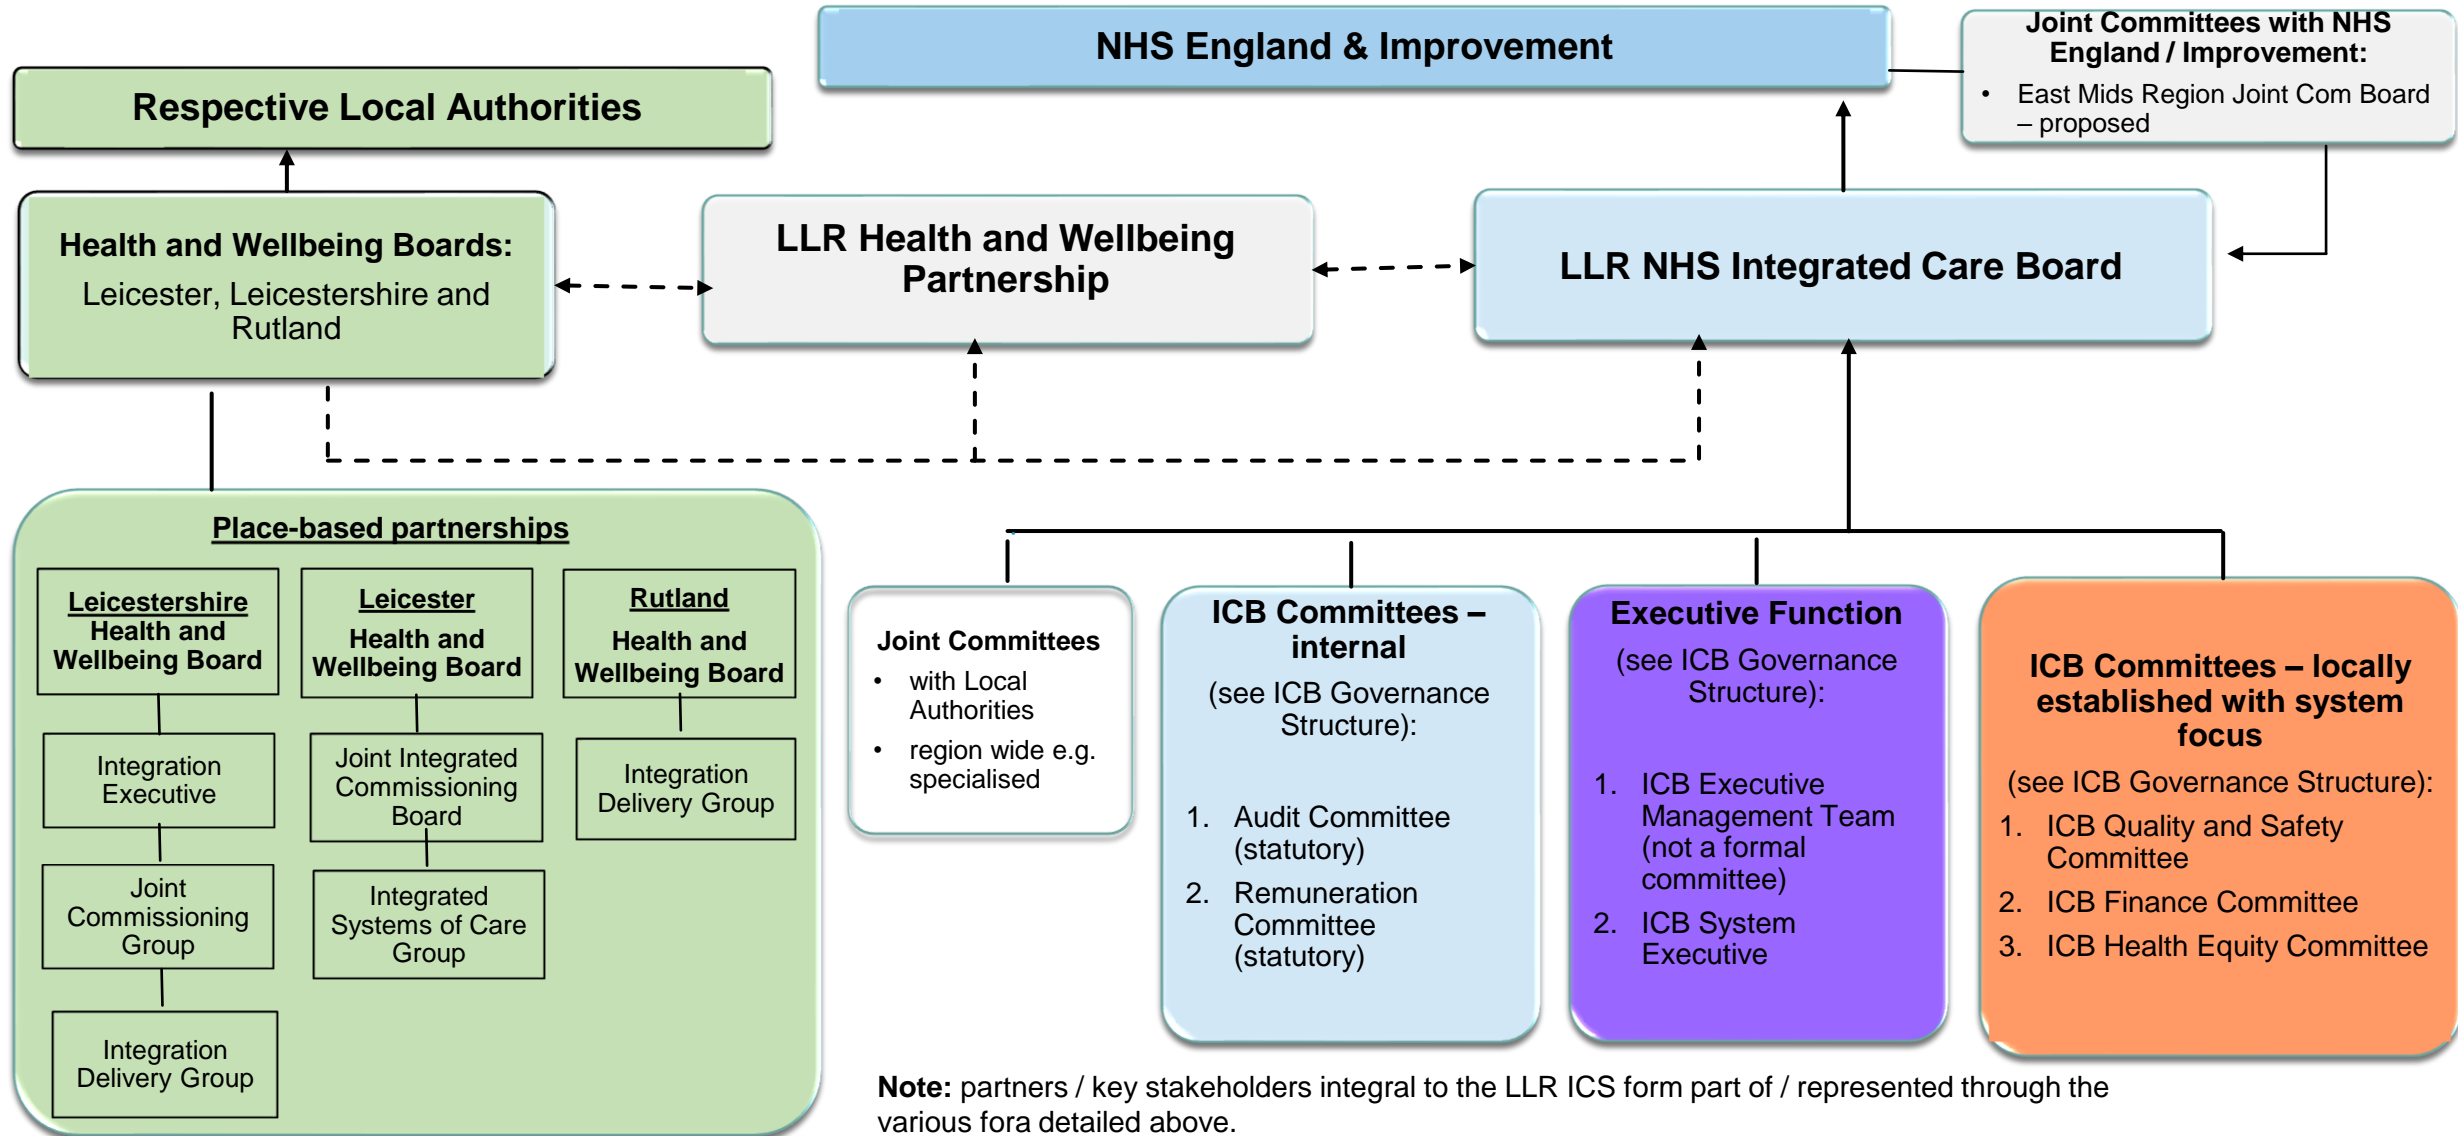 NHS England & Improvement
Joint Committees with NHS
England / Improvement:
• East Mids Region Joint Com Board
– proposed
Respective Local Authorities
Health and Wellbeing Boards:
Leicester, Leicestershire and
Rutland
LLR Health and Wellbeing
Partnership
LLR NHS Integrated Care Board
Place-based partnerships
Leicestershire
Health and
Wellbeing Board
Integration
Executive
Joint
Commissioning
Group
Integration
Delivery Group
Leicester
Health and
Wellbeing Board
Joint Integrated
Commissioning
Board
Integrated
Systems of Care
Group
Rutland
Health and
Wellbeing Board
Integration
Delivery Group
Joint Committees
• with Local
Authorities
• region wide e.g.
specialised
ICB Committees –
internal
(see ICB Governance
Structure):
1. Audit Committee
(statutory)
2. Remuneration
Committee
(statutory)
Executive Function
(see ICB Governance
Structure):
1. ICB Executive
Management Team
(not a formal
committee)
2. ICB System
Executive
ICB Committees – locally
established with system
focus
(see ICB Governance Structure):
1. ICB Quality and Safety
Committee
2. ICB Finance Committee
3. ICB Health Equity Committee
Note: partners / key stakeholders integral to the LLR ICS form part of / represented through the
various fora detailed above.